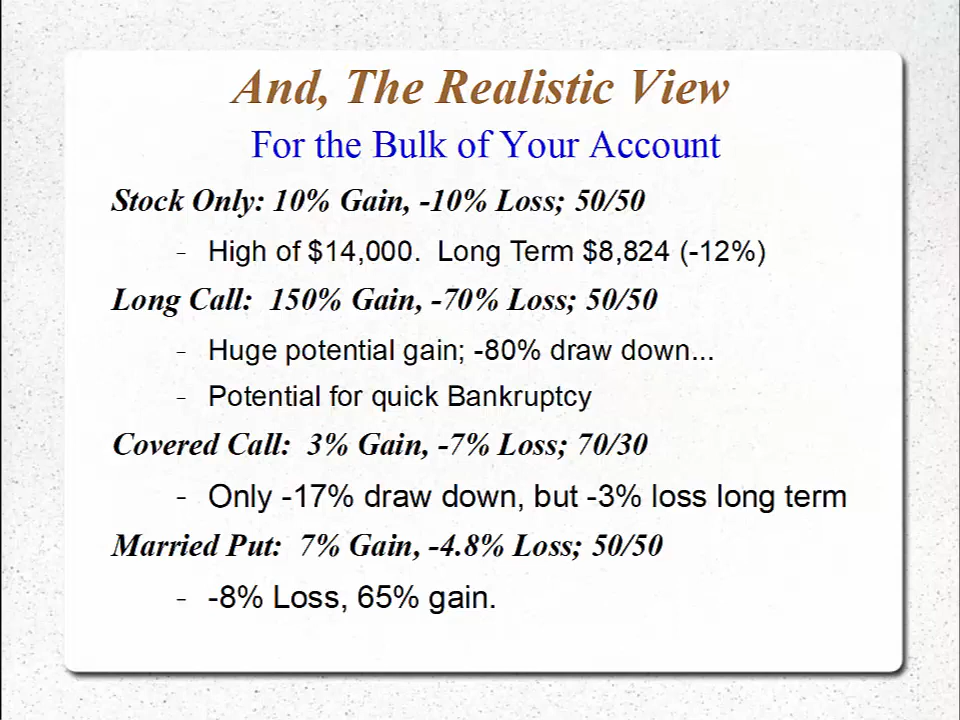 And, The Realistic View
For the Bulk of Your Account
Stock Only: 10% Gain, -10% Loss; 50/50
- High of $14,000. Long Term $8,824 (-12%)
Long Call: 150% Gain, -70% Loss; 50/50
- Huge potential gain; -80% draw down...
- Potential for quick Bankruptcy
Covered Call: 3% Gain, -7% Loss; 70/30
- Only -17% draw down, but -3% loss long term
Married Put: 7% Gain, -4.8% Loss; 50/50
- -8% Loss, 65% gain.